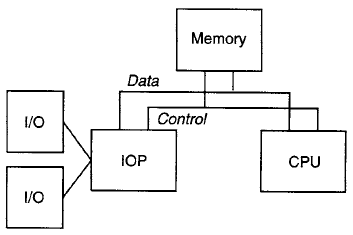 Memory
Data
I/O
Control
IOP
CPU
I/O